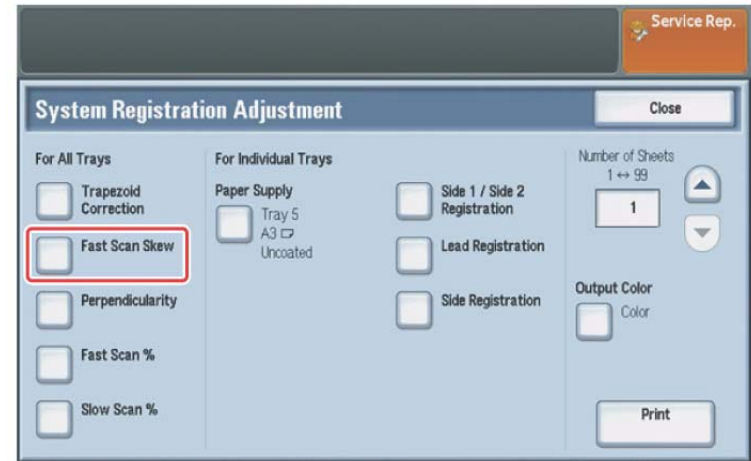 Service Rep.
System Registration Adjustment
Close
For All Trays
Trapezoid
Correction
Fast Scan Skew
Perpendicularity
Fast Scan %
Slow Scan %
For Individual Trays
Paper Supply
Tray 5
A3
Uncoated
Side 1 / Side 2
Registration
Lead Registration
Side Registration
Number of Sheets
1 ↔ 99
1
Output Color
Color
Print